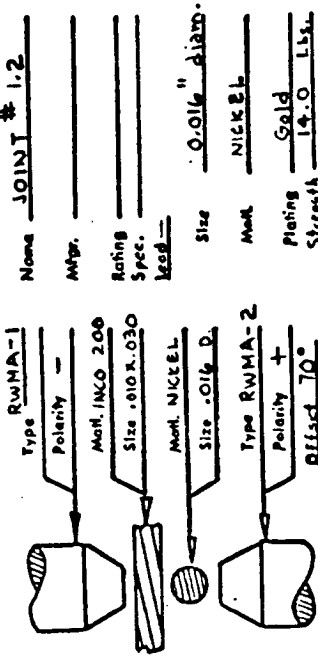 Type RWMA-1
Polarity -
Matl. INCO 200
Size .010 X .030
Matl. NICKEL
Size .016 D.
Type RWMA-2
Polarity +
Offset 70°
Name JOINT # 1.2
Mfgr.
Rating
Spec.
Lead -
Size 0.016" diam.
Matl. NICKEL
Plating Gold
Strength 14.0 Lbs.